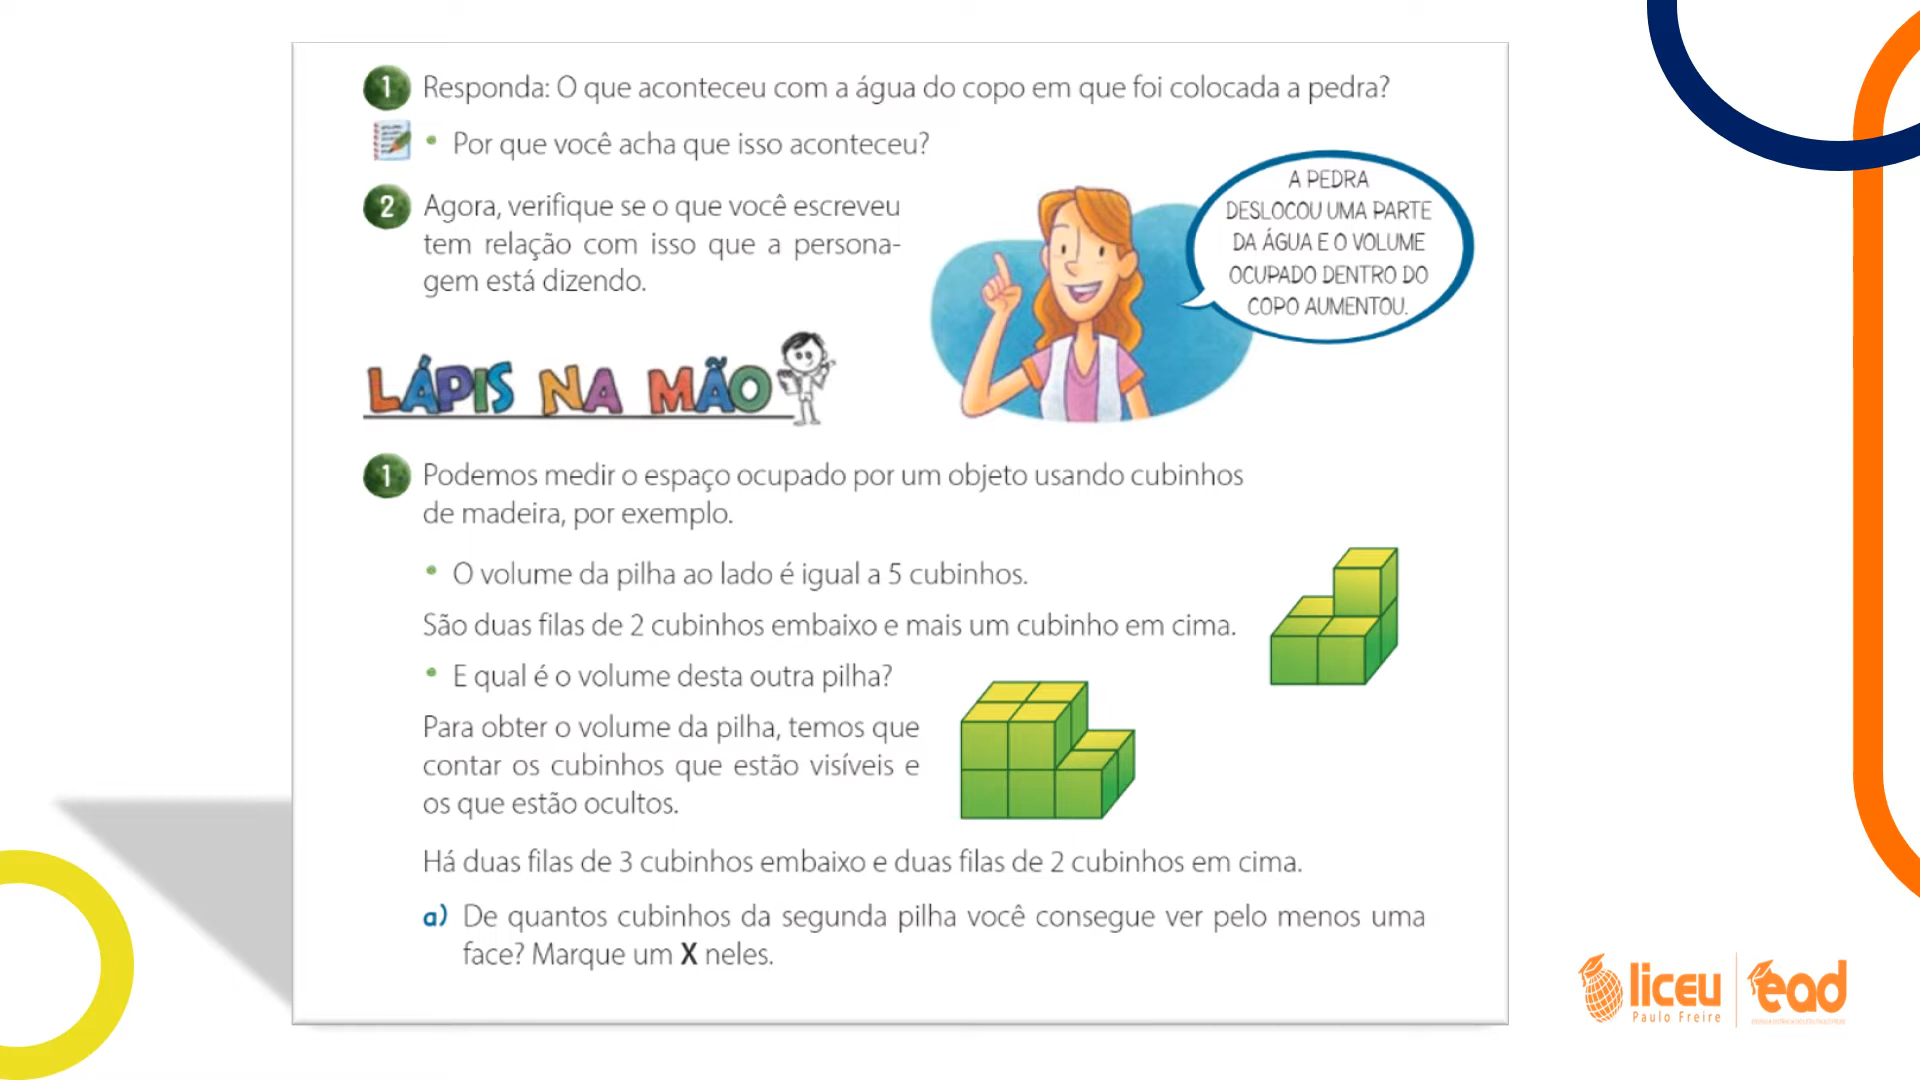 1 Responda: O que aconteceu com a água do copo em que foi colocada a pedra?
• Por que você acha que isso aconteceu?
2 Agora, verifique se o que você escreveu
tem relação com isso que a persona-
gem está dizendo.
A PEDRA
DESLOCOU UMA PARTE
DA ÁGUA E O VOLUME
OCUPADO DENTRO DO
COPO AUMENTOU.
LÁPIS NA MÃO
1 Podemos medir o espaço ocupado por um objeto usando cubinhos
de madeira, por exemplo.
• O volume da pilha ao lado é igual a 5 cubinhos.
São duas filas de 2 cubinhos embaixo e mais um cubinho em cima.
• E qual é o volume desta outra pilha?
Para obter o volume da pilha, temos que
contar os cubinhos que estão visíveis e
os que estão ocultos.
Há duas filas de 3 cubinhos embaixo e duas filas de 2 cubinhos em cima.
a) De quantos cubinhos da segunda pilha você consegue ver pelo menos uma
face? Marque um X neles.
liceu
Paulo Freire
ead